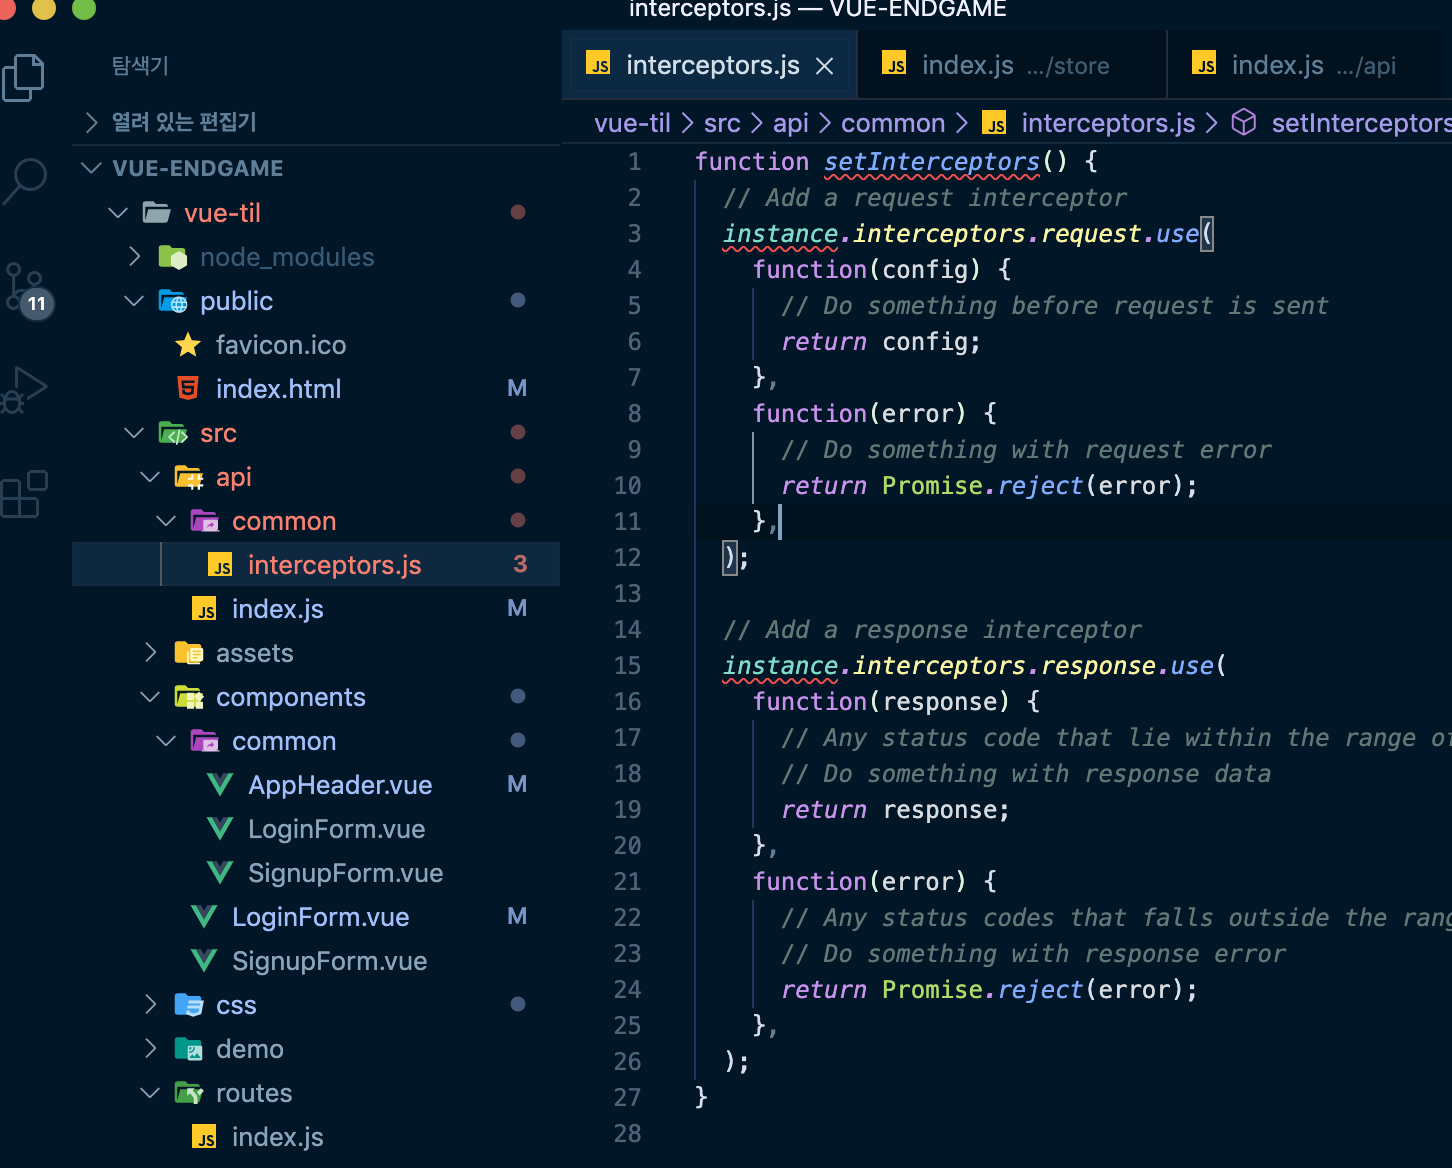 interceptors.js — VUE-ENDGAME
탐색기
열려 있는 편집기
VUE-ENDGAME
vue-til
node_modules
public
favicon.ico
index.html M
src
api
common
interceptors.js 3
index.js M
assets
components
common
AppHeader.vue M
LoginForm.vue
SignupForm.vue
LoginForm.vue M
SignupForm.vue
css
demo
routes
JS index.js
11
JS interceptors.js
JS index.js .../store
JS index.js .../api
vue-til > src > api > common > JS interceptors.js > setInterceptors
1 function setInterceptors() {
2 // Add a request interceptor
3 instance.interceptors.request.use(
4 function(config) {
5 // Do something before request is sent
6 return config;
7 },
8 function(error) {
9 // Do something with request error
10 return Promise.reject(error);
11 },
12 );
13
14 // Add a response interceptor
15 instance.interceptors.response.use(
16 function(response) {
17 // Any status code that lie within the range of
18 // Do something with response data
19 return response;
20 },
21 function(error) {
22 // Any status codes that falls outside the rang
23 // Do something with response error
24 return Promise.reject(error);
25 },
26 );
27 }
28